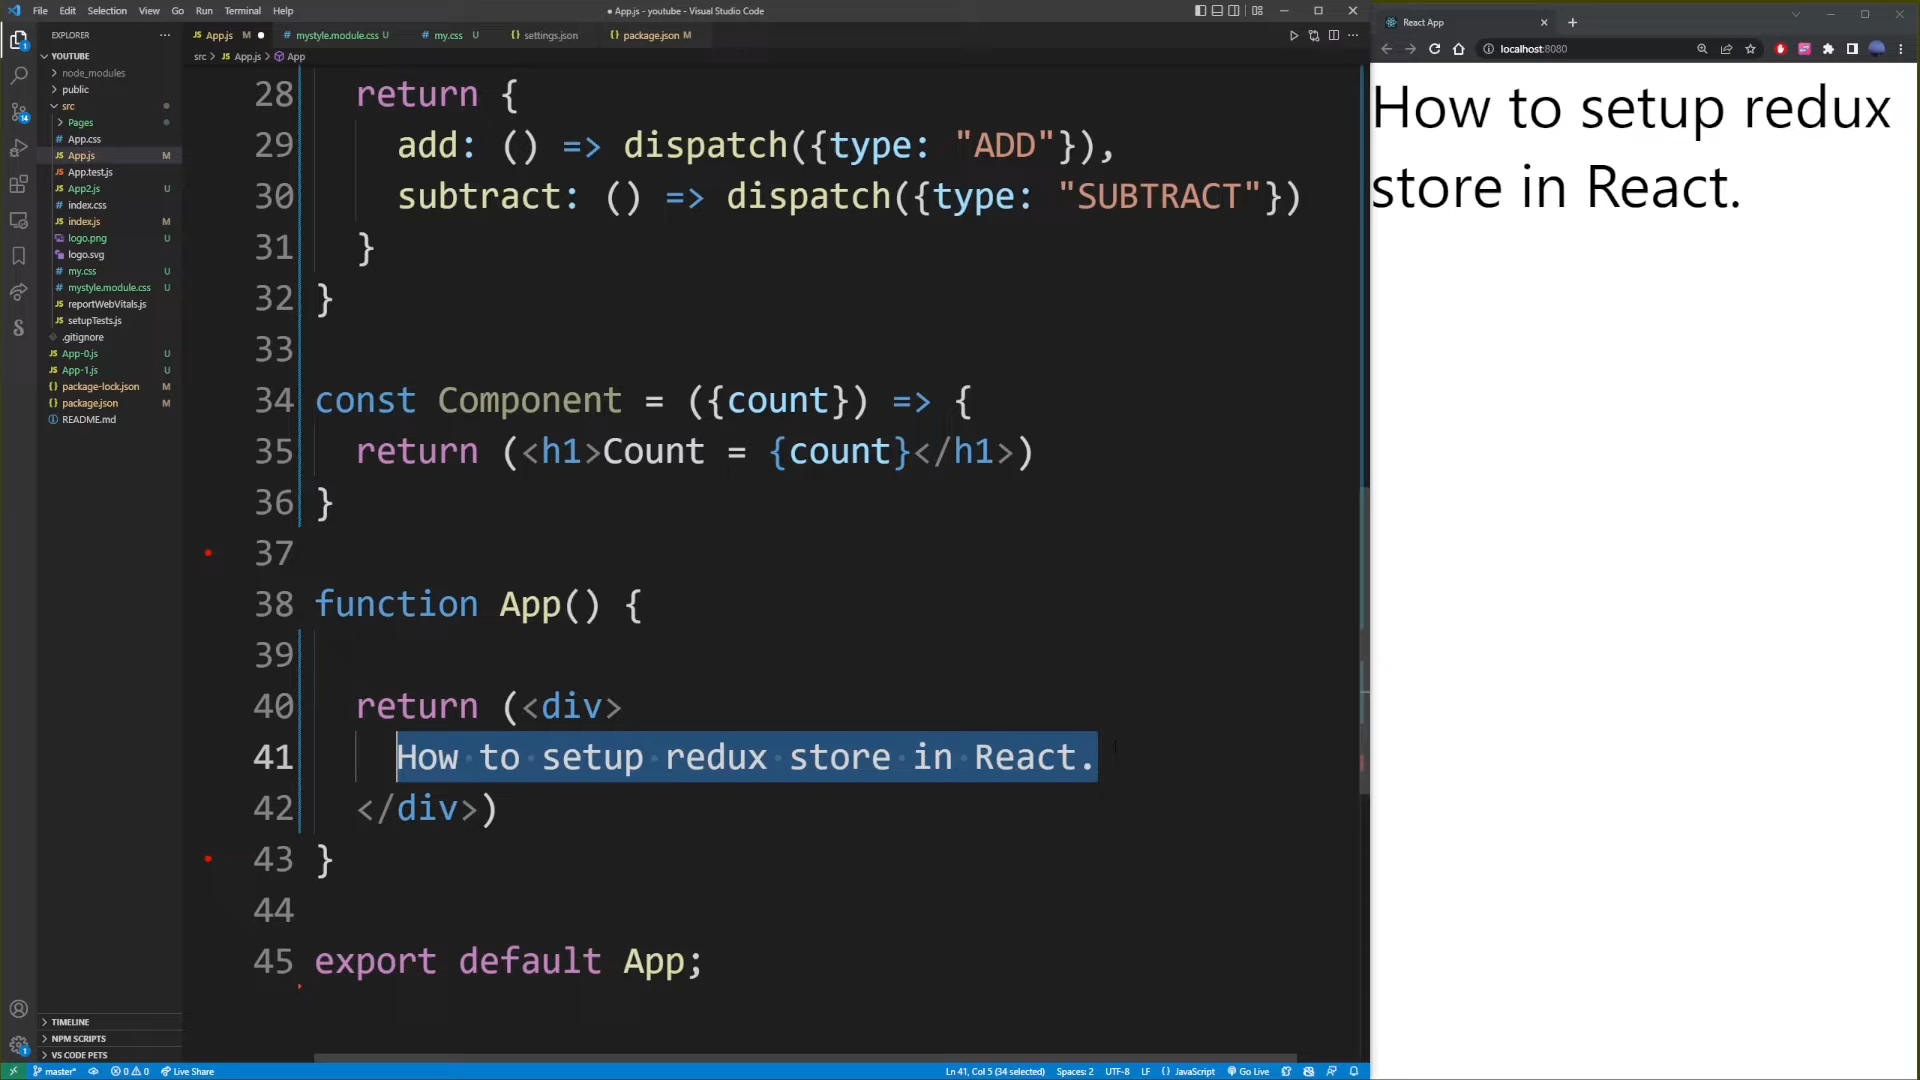 File Edit Selection View Go Run Terminal Help
● App.js - youtube - Visual Studio Code
EXPLORER
YOUTUBE
node_modules
public
src
Pages
App.css
App.js M
App.test.js
App2.js U
index.css
index.js M
logo.png U
logo.svg
my.css U
mystyle.module.css U
reportWebVitals.js
setupTests.js
.gitignore
App-0.js U
App-1.js U
package-lock.json M
package.json M
README.md
TIMELINE
NPM SCRIPTS
VS CODE PETS
App.js M ● mystyle.module.css U my.css U settings.json package.json M
src > App.js > App
28 return {
29 add: () => dispatch({type: "ADD"}),
30 subtract: () => dispatch({type: "SUBTRACT"})
31 }
32 }
33
34 const Component = ({count}) => {
35 return (<h1>Count = {count}</h1>)
36 }
37
38 function App() {
39
40 return (<div>
41 How to setup redux store in React.
42 </div>)
43 }
44
45 export default App;
master* 0 0 Live Share
Ln 41, Col 5 (34 selected) Spaces: 2 UTF-8 LF {} JavaScript Go Live
React App
localhost:8080
How to setup redux
store in React.